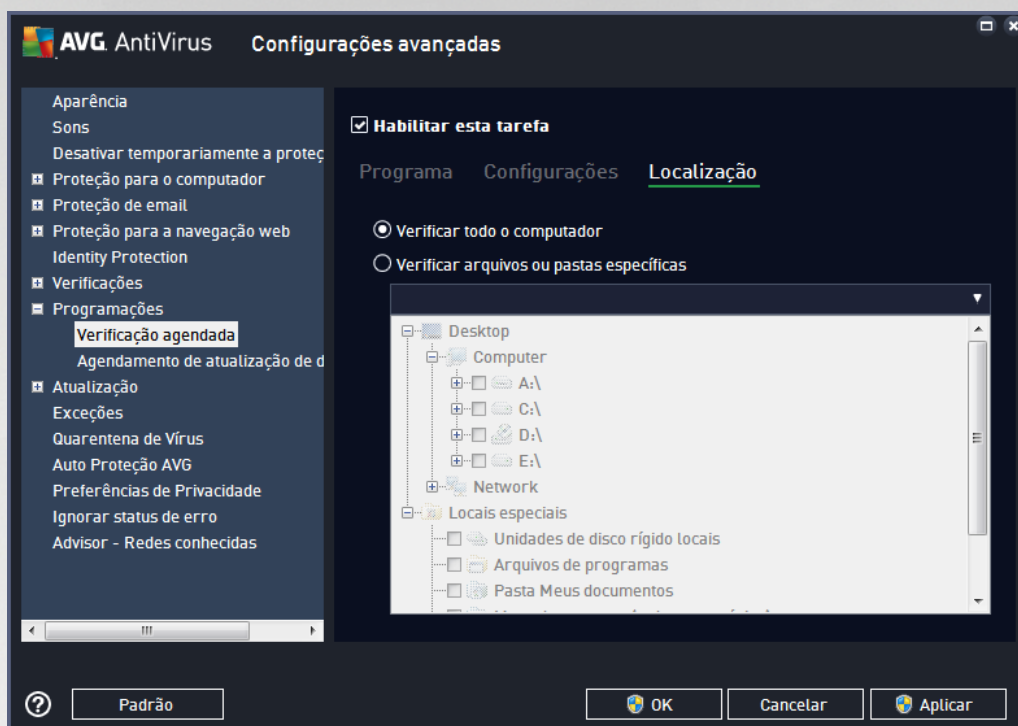 AVG. AntiVirus Configurações avançadas
Aparência
Sons
Desativar temporariamente a proteç
Proteção para o computador
Proteção de email
Proteção para a navegação web
Identity Protection
Verificações
Programações
Verificação agendada
Agendamento de atualização de d
Atualização
Exceções
Quarentena de Vírus
Auto Proteção AVG
Preferências de Privacidade
Ignorar status de erro
Advisor - Redes conhecidas
Habilitar esta tarefa
Programa Configurações Localização
Verificar todo o computador
Verificar arquivos ou pastas específicas
Desktop
Computer
A:\
C:\
D:\
E:\
Network
Locais especiais
Unidades de disco rígido locais
Arquivos de programas
Pasta Meus documentos
Padrão OK Cancelar Aplicar